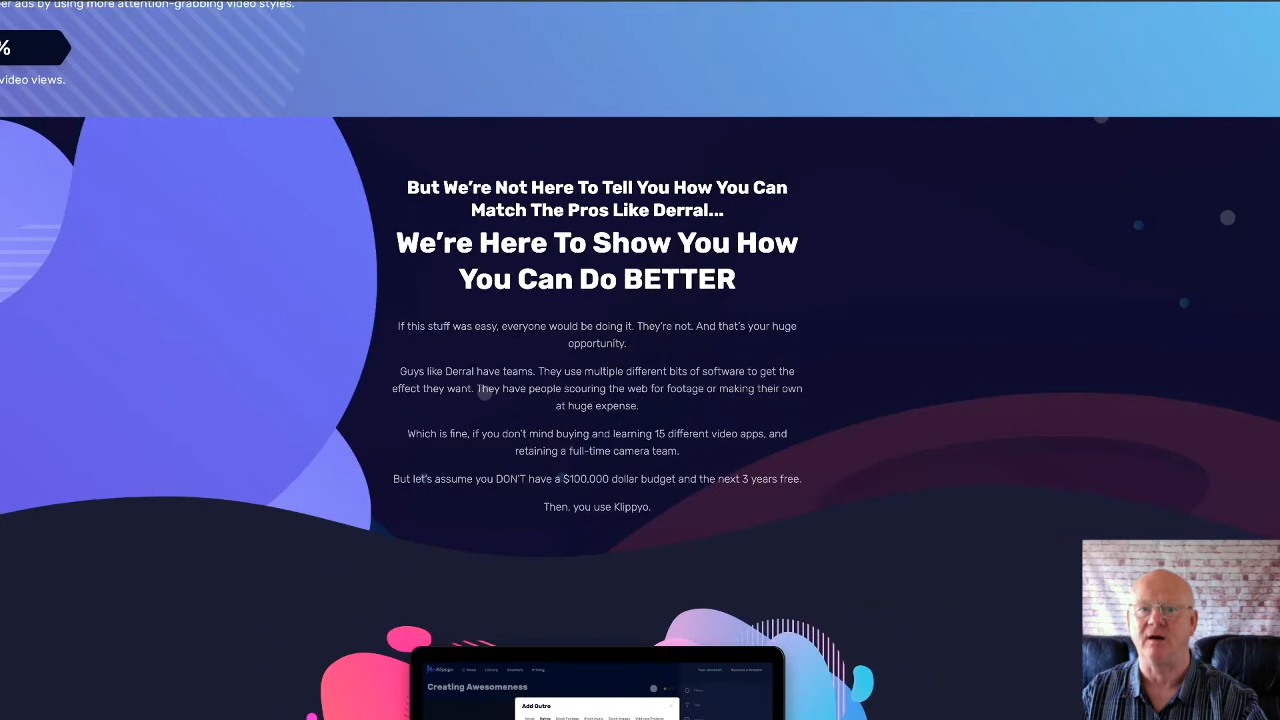 er ads by using more attention-grabbing video styles.
%
video views.
But We're Not Here To Tell You How You Can
Match The Pros Like Derral...
We're Here To Show You How
You Can Do BETTER
If this stuff was easy, everyone would be doing it. They're not. And that's your huge
opportunity.
Guys like Derral have teams. They use multiple different bits of software to get the
effect they want. They have people scouring the web for footage or making their own
at huge expense.
Which is fine, if you don't mind buying and learning 15 different video apps, and
retaining a full-time camera team.
But let's assume you DON'T have a $100,000 dollar budget and the next 3 years free.
Then, you use Klippyo.
Klippyo
Creating Awesomeness
Add Outro